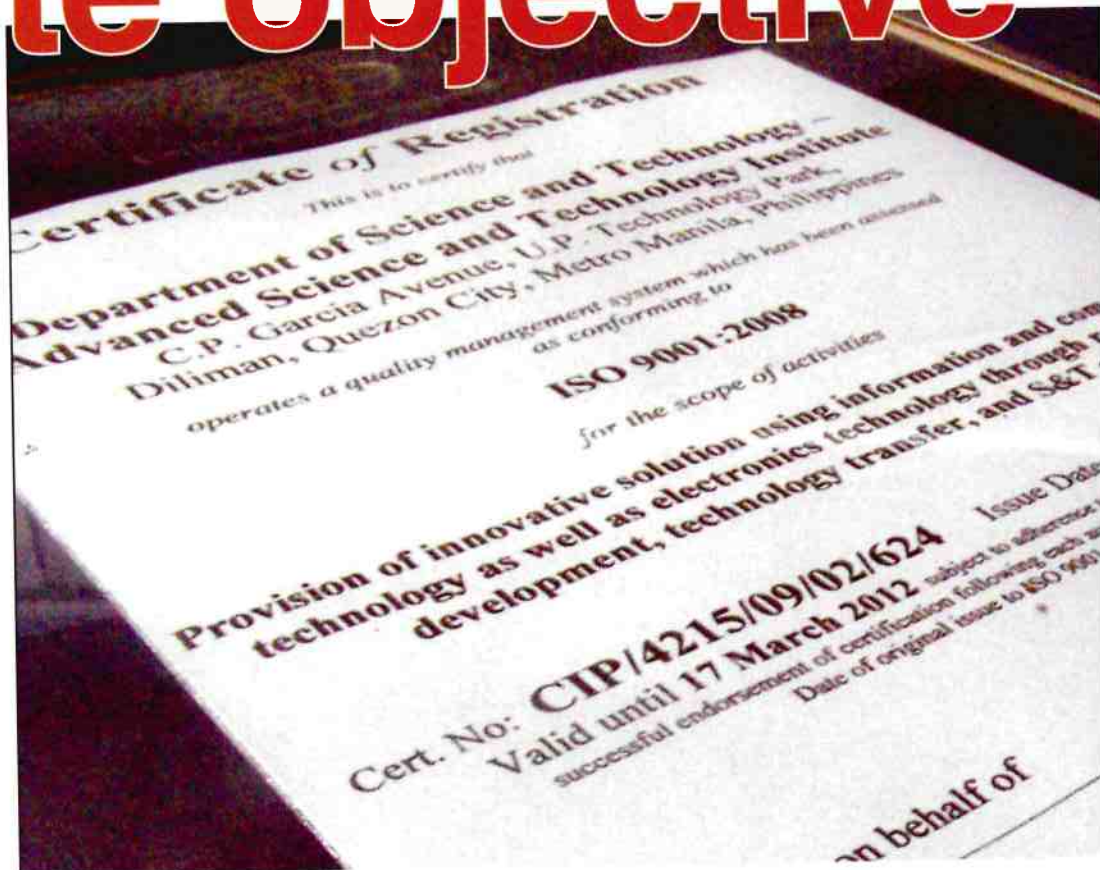 te objective
Certificate of Registration
This is to certify that
Department of Science and Technology –
Advanced Science and Technology Institute
C.P. Garcia Avenue, U.P. Technology Park,
Diliman, Quezon City, Metro Manila, Philippines
operates a quality management system which has been assessed
as conforming to
ISO 9001:2008
for the scope of activities
Provision of innovative solution using information and com
technology as well as electronics technology through
development, technology transfer, and S&T
Cert. No: CIP/4215/09/02/624 Issue Date
Valid until 17 March 2012 subject to adherence
successful endorsement of certification following each
Date of original issue to ISO 9001
on behalf of